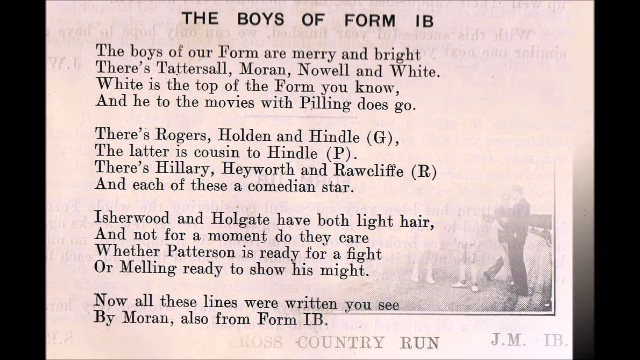 THE BOYS OF FORM IB
The boys of our Form are merry and bright
There's Tattersall, Moran, Nowell and White.
White is the top of the Form you know,
And he to the movies with Pilling does go.
There's Rogers, Holden and Hindle (G),
The latter is cousin to Hindle (P).
There's Hillary, Heyworth and Rawcliffe (R)
And each of these a comedian star.
Isherwood and Holgate have both light hair,
And not for a moment do they care
Whether Patterson is ready for a fight
Or Melling ready to show his might.
Now all these lines were written you see
By Moran, also from Form IB.
J.M. IB.
ROSS COUNTRY RUN